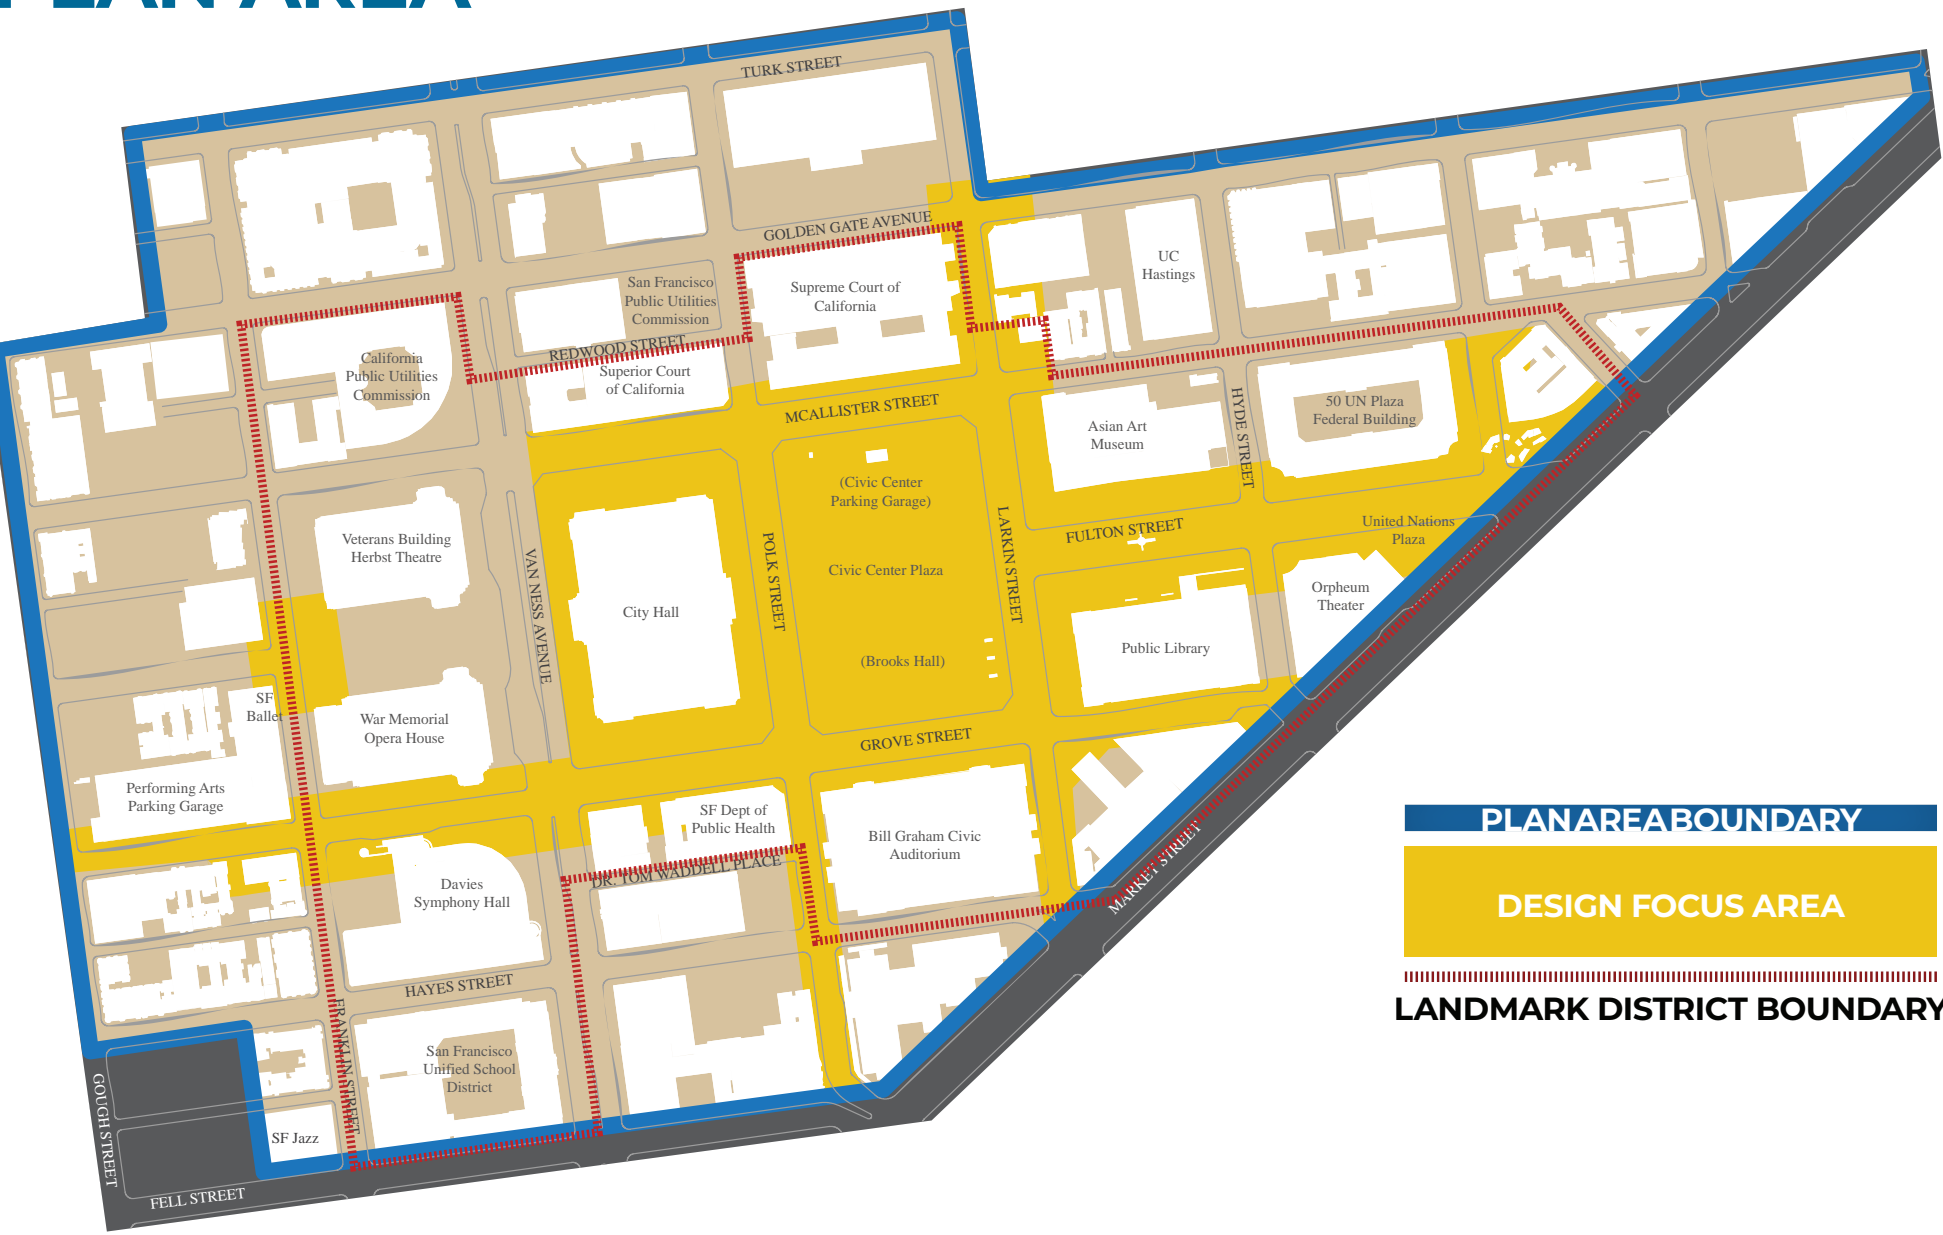 PLAN AREA
TURK STREET
GOLDEN GATE AVENUE
UC
Hastings
San Francisco
Public Utilities
Commission
Supreme Court of
California
REDWOOD STREET
California
Public Utilities
Commission
Superior Court
of California
MCALLISTER STREET
Asian Art
Museum
HYDE STREET
50 UN Plaza
Federal Building
(Civic Center
Parking Garage)
Veterans Building
Herbst Theatre
VAN NESS AVENUE
City Hall
POLK STREET
Civic Center Plaza
LARKIN STREET
FULTON STREET
United Nations
Plaza
Orpheum
Theater
Public Library
(Brooks Hall)
SF
Ballet
War Memorial
Opera House
GROVE STREET
Performing Arts
Parking Garage
SF Dept of
Public Health
Bill Graham Civic
Auditorium
DR. TOM WADDELL PLACE
Davies
Symphony Hall
MARKET STREET
HAYES STREET
FRANKLIN STREET
San Francisco
Unified School
District
GOUGH STREET
SF Jazz
FELL STREET
PLAN AREA BOUNDARY
DESIGN FOCUS AREA
LANDMARK DISTRICT BOUNDARY